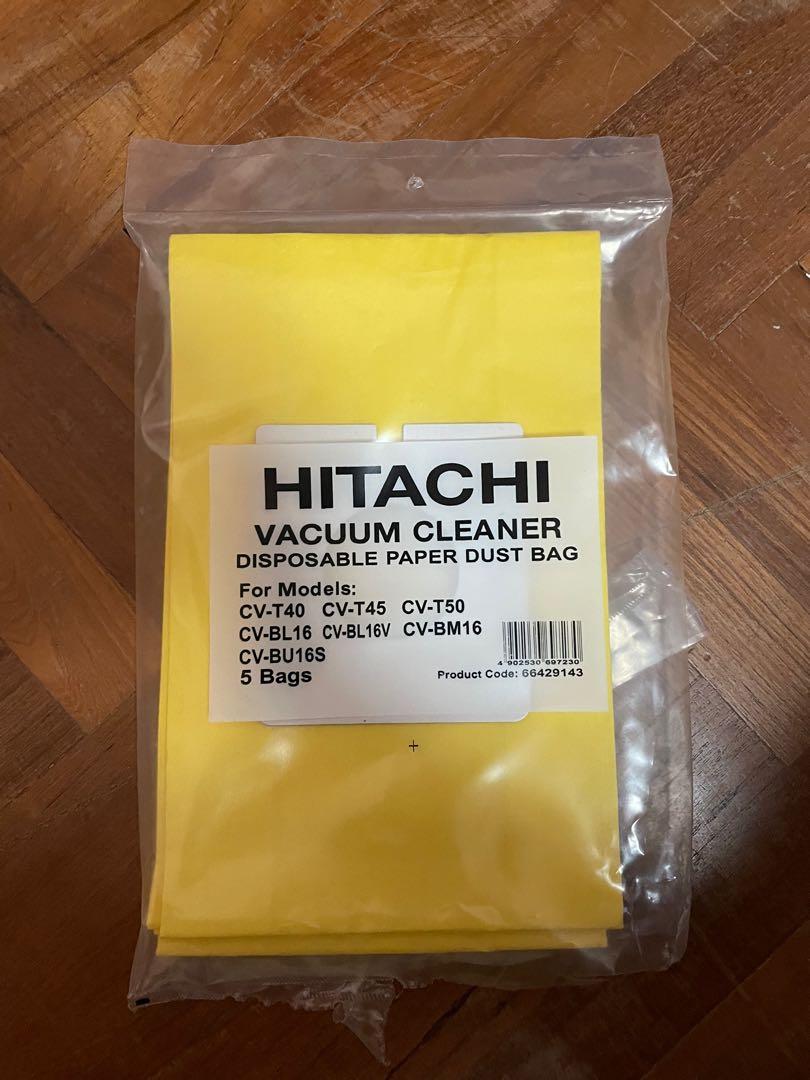 HITACHI
VACUUM CLEANER
DISPOSABLE PAPER DUST BAG
For Models:
CV-T40 CV-T45 CV-T50
CV-BL16 CV-BL16V CV-BM16
CV-BU16S
5 Bags
4 902530 697230
Product Code: 66429143